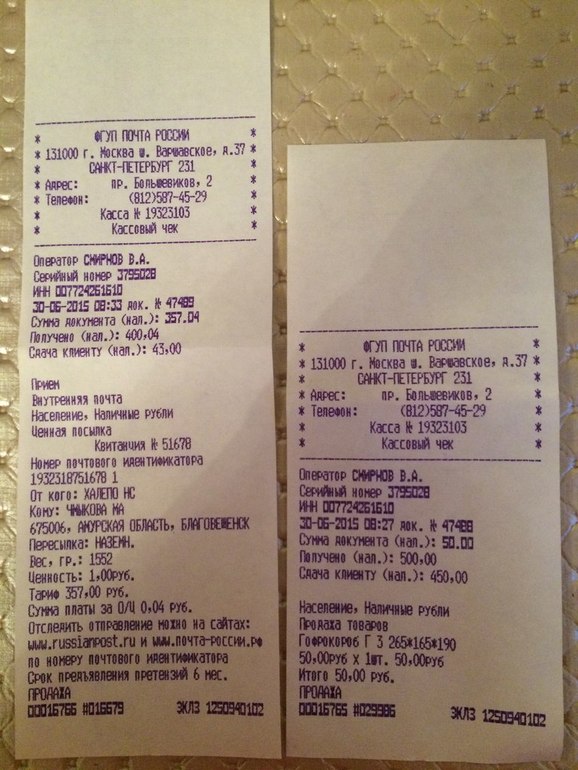 * ФГУП ПОЧТА РОССИИ *
* 131000 г. Москва ш. Варшавское, д.37 *
* САНКТ-ПЕТЕРБУРГ 231 *
* Адрес: пр. Большевиков, 2 *
* Телефон: (812)587-45-29 *
* Касса № 19323103 *
* Кассовый чек *
Оператор СМИРНОВ В.А.
Серийный номер 3795028
ИНН 007724261610
30-06-2015 08:33 док. № 47489
Сумма документа (нал.): 357.04
Получено (нал.): 400,04
Сдача клиенту (нал.): 43,00
Прием
Внутренняя почта
Население, Наличные рубли
Ценная посылка
Квитанция № 51678
Номер почтового идентификатора
1932318751678 1
От кого: ХАЛЕПО НС
Кому: ЧМЫКОВА МА
675006, АМУРСКАЯ ОБЛАСТЬ, БЛАГОВЕЩЕНСК
Пересылка: НАЗЕМН.
Вес, гр.: 1552
Ценность: 1,00руб.
Тариф 357,00 руб.
Сумма платы за О/Ц 0,04 руб.
Отследить отправление можно на сайтах:
www.russianpost.ru и www.почта-россии.рф
по номеру почтового идентификатора
Срок предъявления претензий 6 мес.
ПРОДАЖА
00016766 #016679 ЭКЛЗ 1250940102
* ФГУП ПОЧТА РОССИИ *
* 131000 г. Москва ш. Варшавское, д.37 *
* САНКТ-ПЕТЕРБУРГ 231 *
* Адрес: пр. Большевиков, 2 *
* Телефон: (812)587-45-29 *
* Касса № 19323103 *
* Кассовый чек *
Оператор СМИРНОВ В.А.
Серийный номер 3795028
ИНН 007724261610
30-06-2015 08:27 док. № 47488
Сумма документа (нал.): 50.00
Получено (нал.): 500,00
Сдача клиенту (нал.): 450,00
Население, Наличные рубли
Продажа товаров
Гофрокороб Г 3 265*165*190
50,00руб х 1шт. 50,00руб
Итого 50,00 руб.
ПРОДАЖА
00016765 #029986 ЭКЛЗ 1250940102